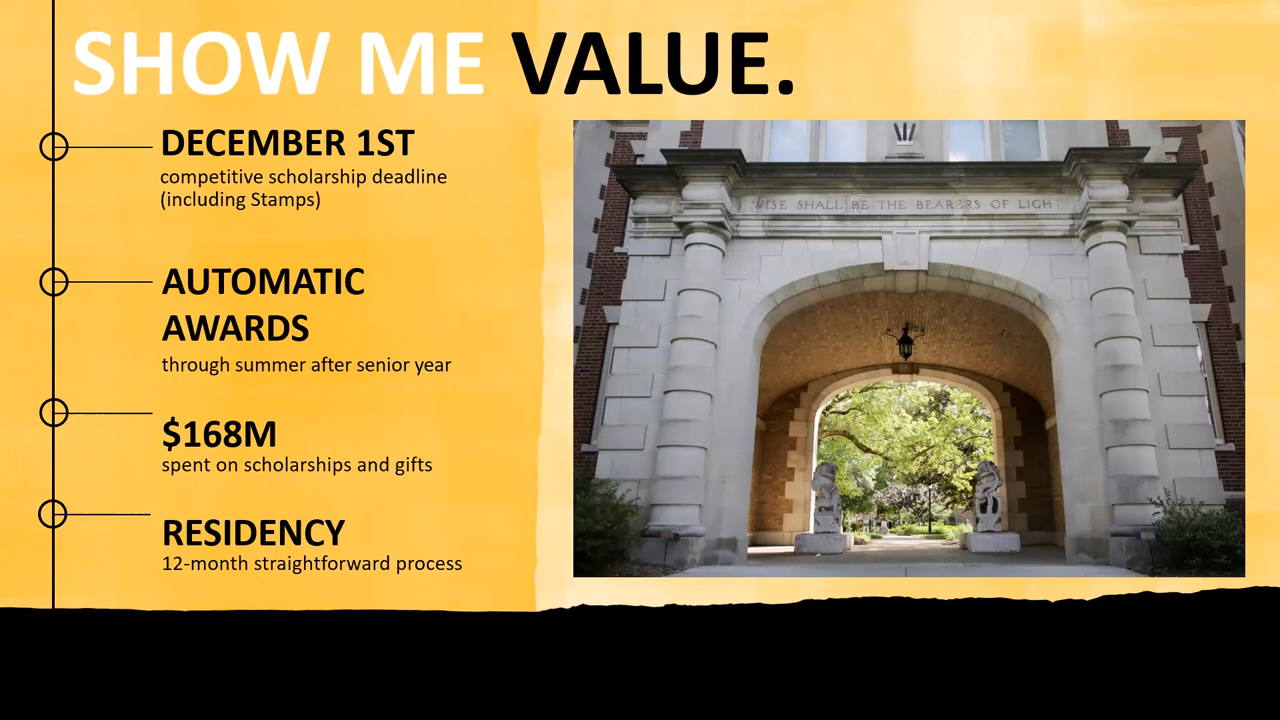 SHOW ME VALUE.
DECEMBER 1ST
competitive scholarship deadline
(including Stamps)
AUTOMATIC
AWARDS
through summer after senior year
$168M
spent on scholarships and gifts
RESIDENCY
12-month straightforward process
WISE SHALL BE THE BEARERS OF LIGHT